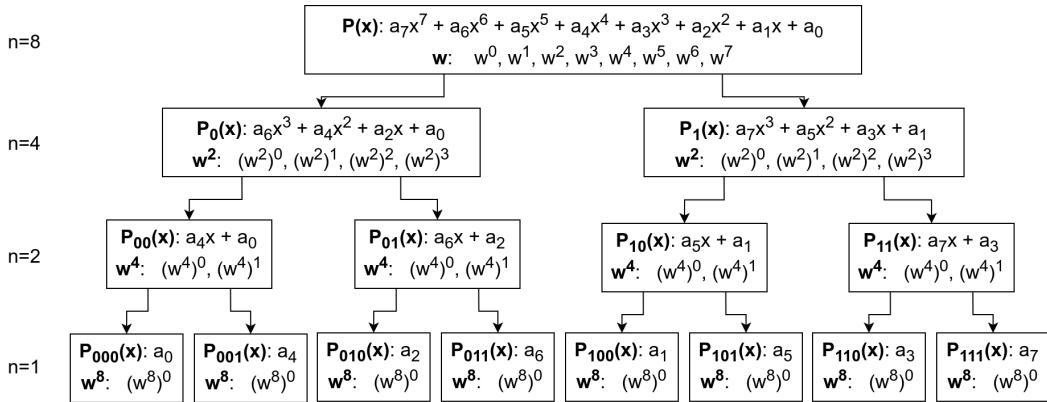 n=8
P(x): a₇x⁷ + a₆x⁶ + a₅x⁵ + a₄x⁴ + a₃x³ + a₂x² + a₁x + a₀
w: w⁰, w¹, w², w³, w⁴, w⁵, w⁶, w⁷
n=4
P₀(x): a₆x³ + a₄x² + a₂x + a₀
w²: (w²)⁰, (w²)¹, (w²)², (w²)³
P₁(x): a₇x³ + a₅x² + a₃x + a₁
w²: (w²)⁰, (w²)¹, (w²)², (w²)³
n=2
P₀₀(x): a₄x + a₀
w⁴: (w⁴)⁰, (w⁴)¹
P₀₁(x): a₆x + a₂
w⁴: (w⁴)⁰, (w⁴)¹
P₁₀(x): a₅x + a₁
w⁴: (w⁴)⁰, (w⁴)¹
P₁₁(x): a₇x + a₃
w⁴: (w⁴)⁰, (w⁴)¹
n=1
P₀₀₀(x): a₀
w⁸: (w⁸)⁰
P₀₀₁(x): a₄
w⁸: (w⁸)⁰
P₀₁₀(x): a₂
w⁸: (w⁸)⁰
P₀₁₁(x): a₆
w⁸: (w⁸)⁰
P₁₀₀(x): a₁
w⁸: (w⁸)⁰
P₁₀₁(x): a₅
w⁸: (w⁸)⁰
P₁₁₀(x): a₃
w⁸: (w⁸)⁰
P₁₁₁(x): a₇
w⁸: (w⁸)⁰